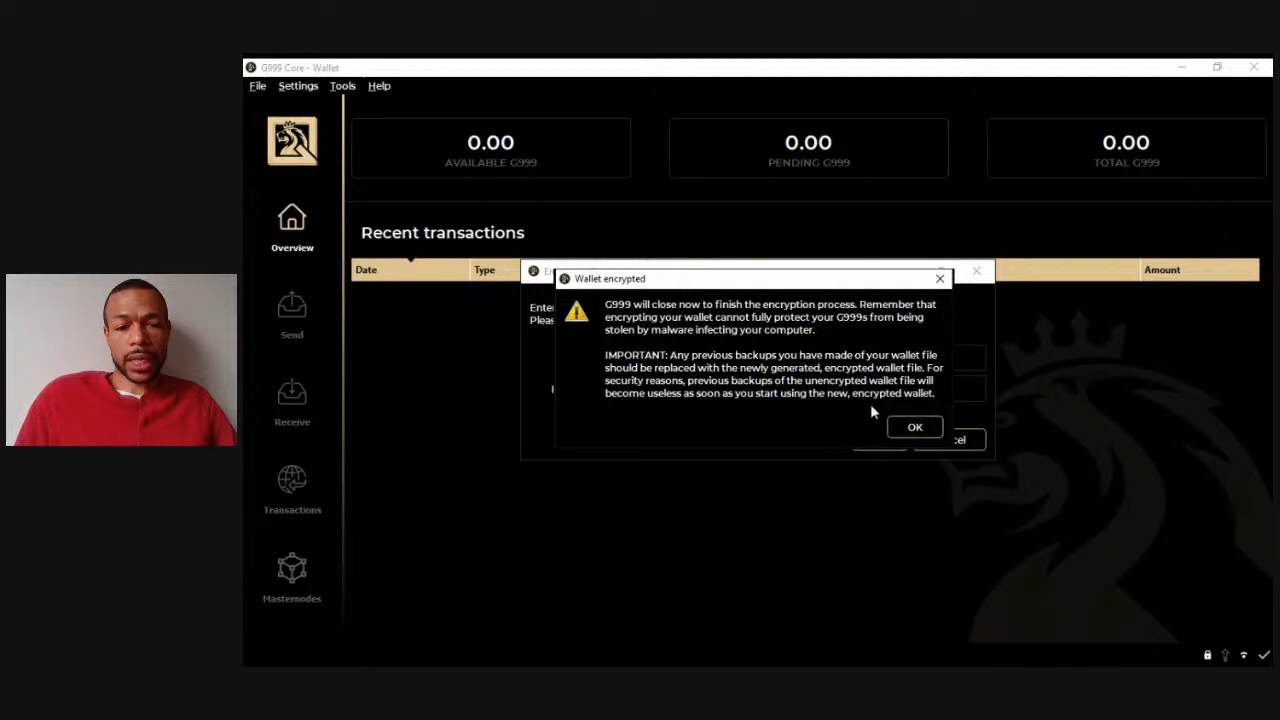 G999 Core - Wallet
File Settings Tools Help
0.00
AVAILABLE G999
0.00
PENDING G999
0.00
TOTAL G999
Overview
Send
Receive
Transactions
Masternodes
Recent transactions
Date Type Amount
Enter
Pleas
cel
Wallet encrypted
G999 will close now to finish the encryption process. Remember that
encrypting your wallet cannot fully protect your G999s from being
stolen by malware infecting your computer.
IMPORTANT: Any previous backups you have made of your wallet file
should be replaced with the newly generated, encrypted wallet file. For
security reasons, previous backups of the unencrypted wallet file will
become useless as soon as you start using the new, encrypted wallet.
OK